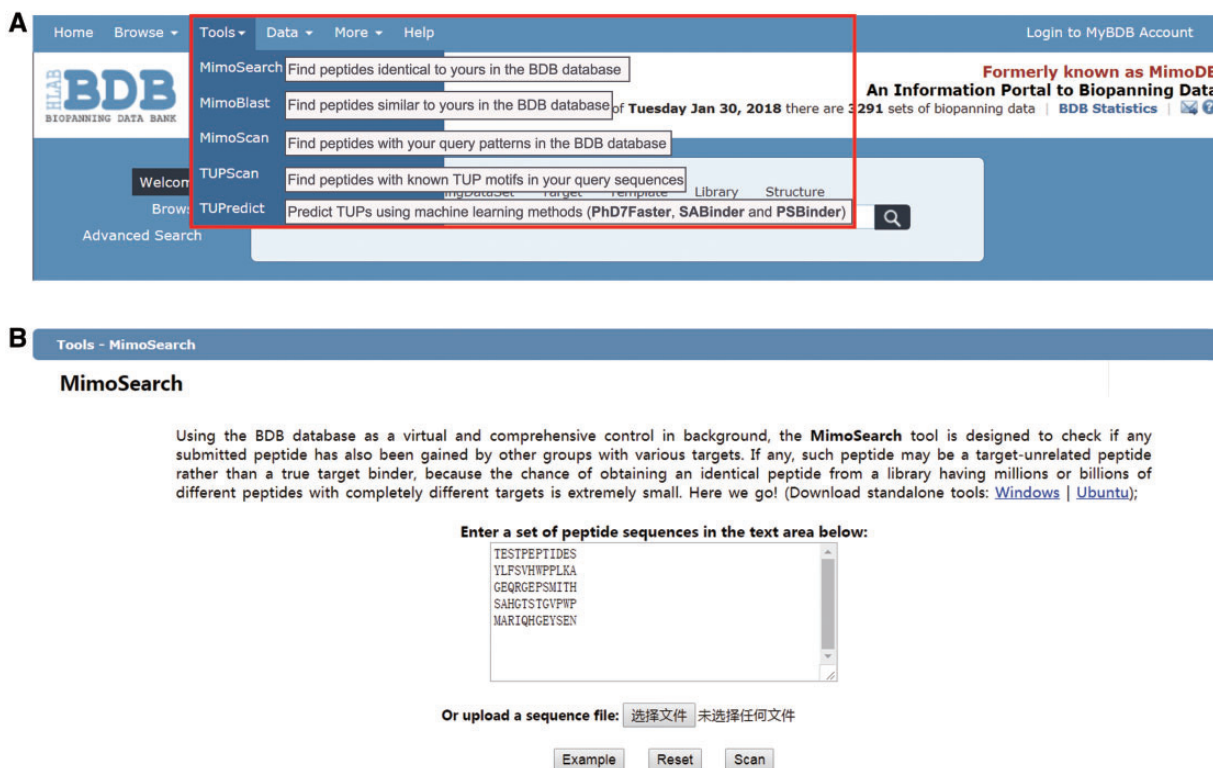 A
Home Browse Tools Data More Help Login to MyBDB Account
HLAB BDB
BIOPANNING DATA BANK
MimoSearch Find peptides identical to yours in the BDB database
Formerly known as MimoDB
An Information Portal to Biopanning Data
MimoBlast Find peptides similar to yours in the BDB database
of Tuesday Jan 30, 2018 there are 3291 sets of biopanning data | BDB Statistics |
MimoScan Find peptides with your query patterns in the BDB database
TUPScan Find peptides with known TUP motifs in your query sequences
Welcom
Library Structure
Brows
TUPredict Predict TUPs using machine learning methods (PhD7Faster, SABinder and PSBinder)
Advanced Search
B
Tools - MimoSearch
MimoSearch
Using the BDB database as a virtual and comprehensive control in background, the MimoSearch tool is designed to check if any
submitted peptide has also been gained by other groups with various targets. If any, such peptide may be a target-unrelated peptide
rather than a true target binder, because the chance of obtaining an identical peptide from a library having millions or billions of
different peptides with completely different targets is extremely small. Here we go! (Download standalone tools: Windows | Ubuntu);
Enter a set of peptide sequences in the text area below:
TESTPEPTIDES
YLFSVHWPPLKA
GEQRGEPSMITH
SAHGTSTGVPWP
MARIQHGEYSEN
Or upload a sequence file: 选择文件 未选择任何文件
Example Reset Scan